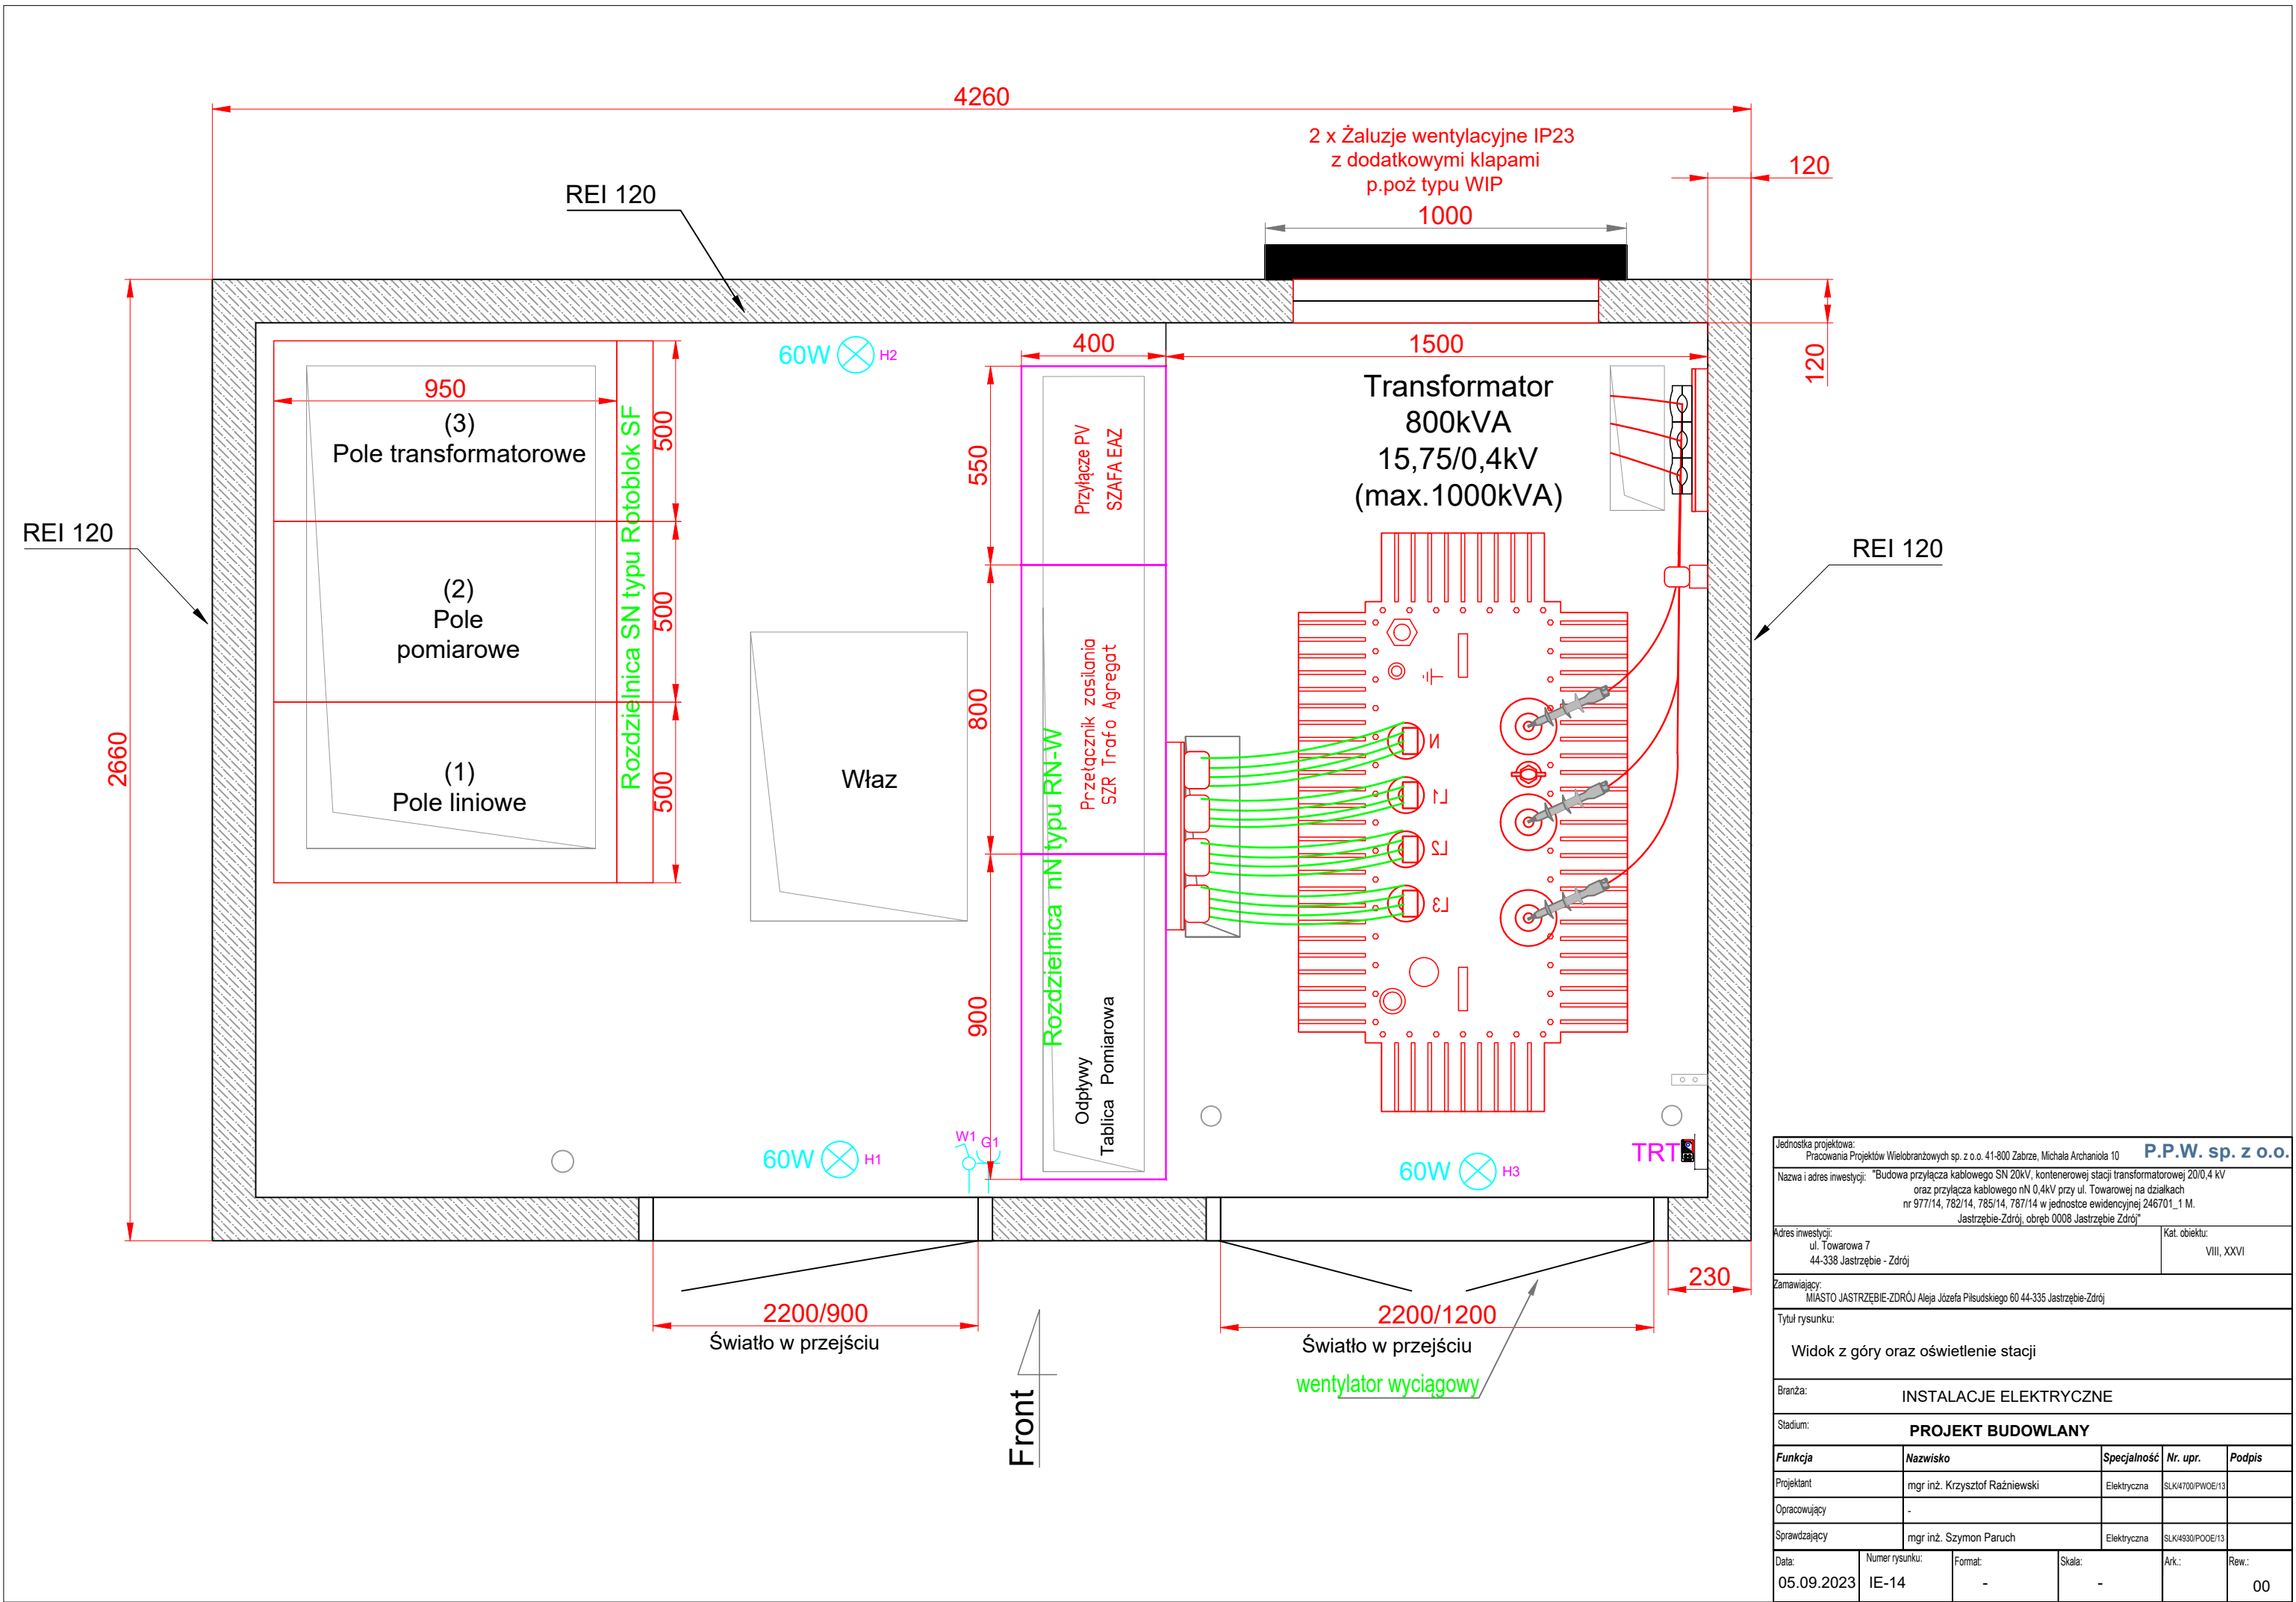 4260
2 x Żaluzje wentylacyjne IP23
z dodatkowymi klapami
p.poż typu WIP
1000
120
120
REI 120
REI 120
REI 120
2660
950
(3)
Pole transformatorowe
(2)
Pole
pomiarowe
(1)
Pole liniowe
Rozdzielnica SN typu Rotoblok SF
500
500
500
60W
H2
Właz
400
550
800
900
Przyłącze PV
SZAFA EAZ
Przełącznik zasilania
SZR Trafo Agregat
Rozdzielnica nN typu RN-W
Odpływy
Tablica Pomiarowa
1500
Transformator
800kVA
15,75/0,4kV
(max.1000kVA)
N
L1
L2
L3
60W
H1
W1
G1
60W
H3
TRT
2200/900
Światło w przejściu
2200/1200
Światło w przejściu
wentylator wyciągowy
230
Front
Jednostka projektowa:
Pracowania Projektów Wielobranżowych sp. z o.o. 41-800 Zabrze, Michała Archanioła 10
P.P.W. sp. z o.o.
Nazwa i adres inwestycji: "Budowa przyłącza kablowego SN 20kV, kontenerowej stacji transformatorowej 20/0,4 kV
oraz przyłącza kablowego nN 0,4kV przy ul. Towarowej na działkach
nr 977/14, 782/14, 785/14, 787/14 w jednostce ewidencyjnej 246701_1 M.
Jastrzębie-Zdrój, obręb 0008 Jastrzębie Zdrój"
Adres inwestycji:
ul. Towarowa 7
44-338 Jastrzębie - Zdrój
Kat. obiektu:
VIII, XXVI
Zamawiający:
MIASTO JASTRZĘBIE-ZDRÓJ Aleja Józefa Piłsudskiego 60 44-335 Jastrzębie-Zdrój
Tytuł rysunku:
Widok z góry oraz oświetlenie stacji
Branża:
INSTALACJE ELEKTRYCZNE
Stadium:
PROJEKT BUDOWLANY
Funkcja Nazwisko Specjalność Nr. upr. Podpis
Projektant mgr inż. Krzysztof Raźniewski Elektryczna SLK/4700/PWOE/13
Opracowujący -
Sprawdzający mgr inż. Szymon Paruch Elektryczna SLK/4930/POOE/13
Data: Numer rysunku: Format: Skala: Ark.: Rew.:
05.09.2023 IE-14 - - 00